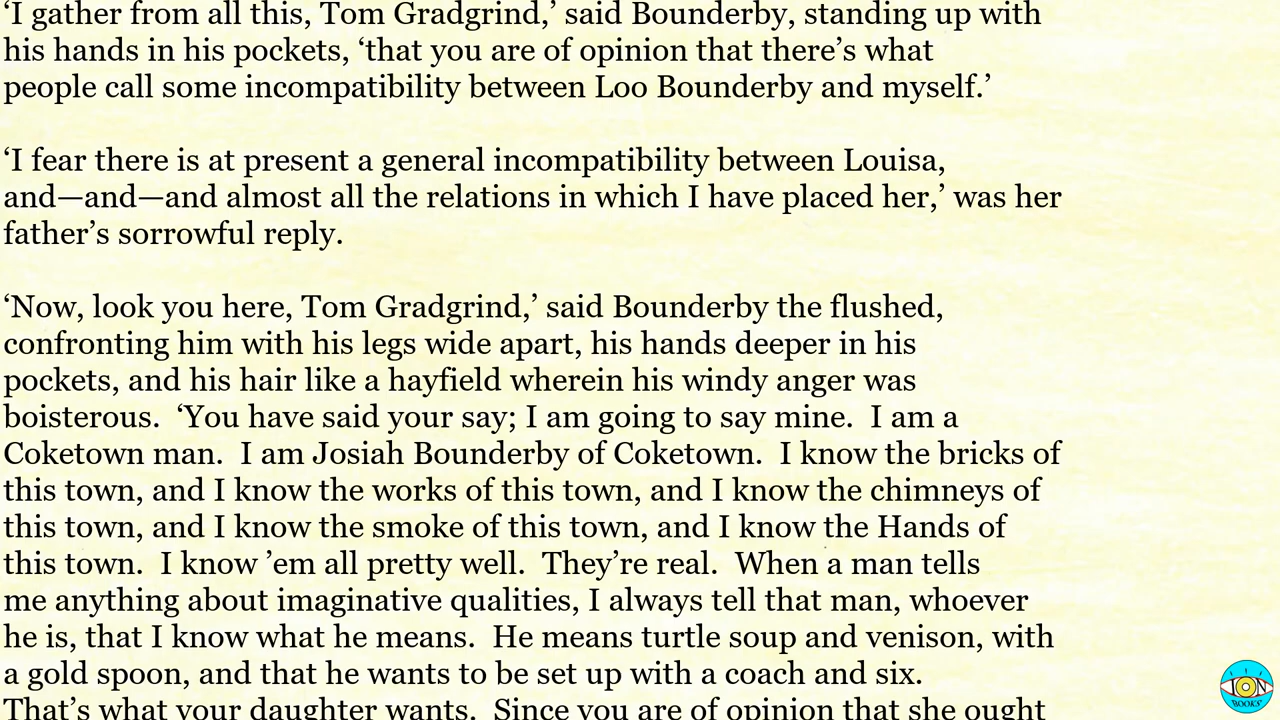 ‘I gather from all this, Tom Gradgrind,’ said Bounderby, standing up with
his hands in his pockets, ‘that you are of opinion that there’s what
people call some incompatibility between Loo Bounderby and myself.’
‘I fear there is at present a general incompatibility between Louisa,
and—and—and almost all the relations in which I have placed her,’ was her
father’s sorrowful reply.
‘Now, look you here, Tom Gradgrind,’ said Bounderby the flushed,
confronting him with his legs wide apart, his hands deeper in his
pockets, and his hair like a hayfield wherein his windy anger was
boisterous.  ‘You have said your say; I am going to say mine.  I am a
Coketown man.  I am Josiah Bounderby of Coketown.  I know the bricks of
this town, and I know the works of this town, and I know the chimneys of
this town, and I know the smoke of this town, and I know the Hands of
this town.  I know ’em all pretty well.  They’re real.  When a man tells
me anything about imaginative qualities, I always tell that man, whoever
he is, that I know what he means.  He means turtle soup and venison, with
a gold spoon, and that he wants to be set up with a coach and six.
That’s what your daughter wants.  Since you are of opinion that she ought
ION
BOOKS